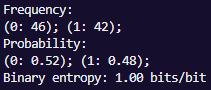 Frequency:
(0: 46); (1: 42);
Probability:
(0: 0.52); (1: 0.48);
Binary entropy: 1.00 bits/bit